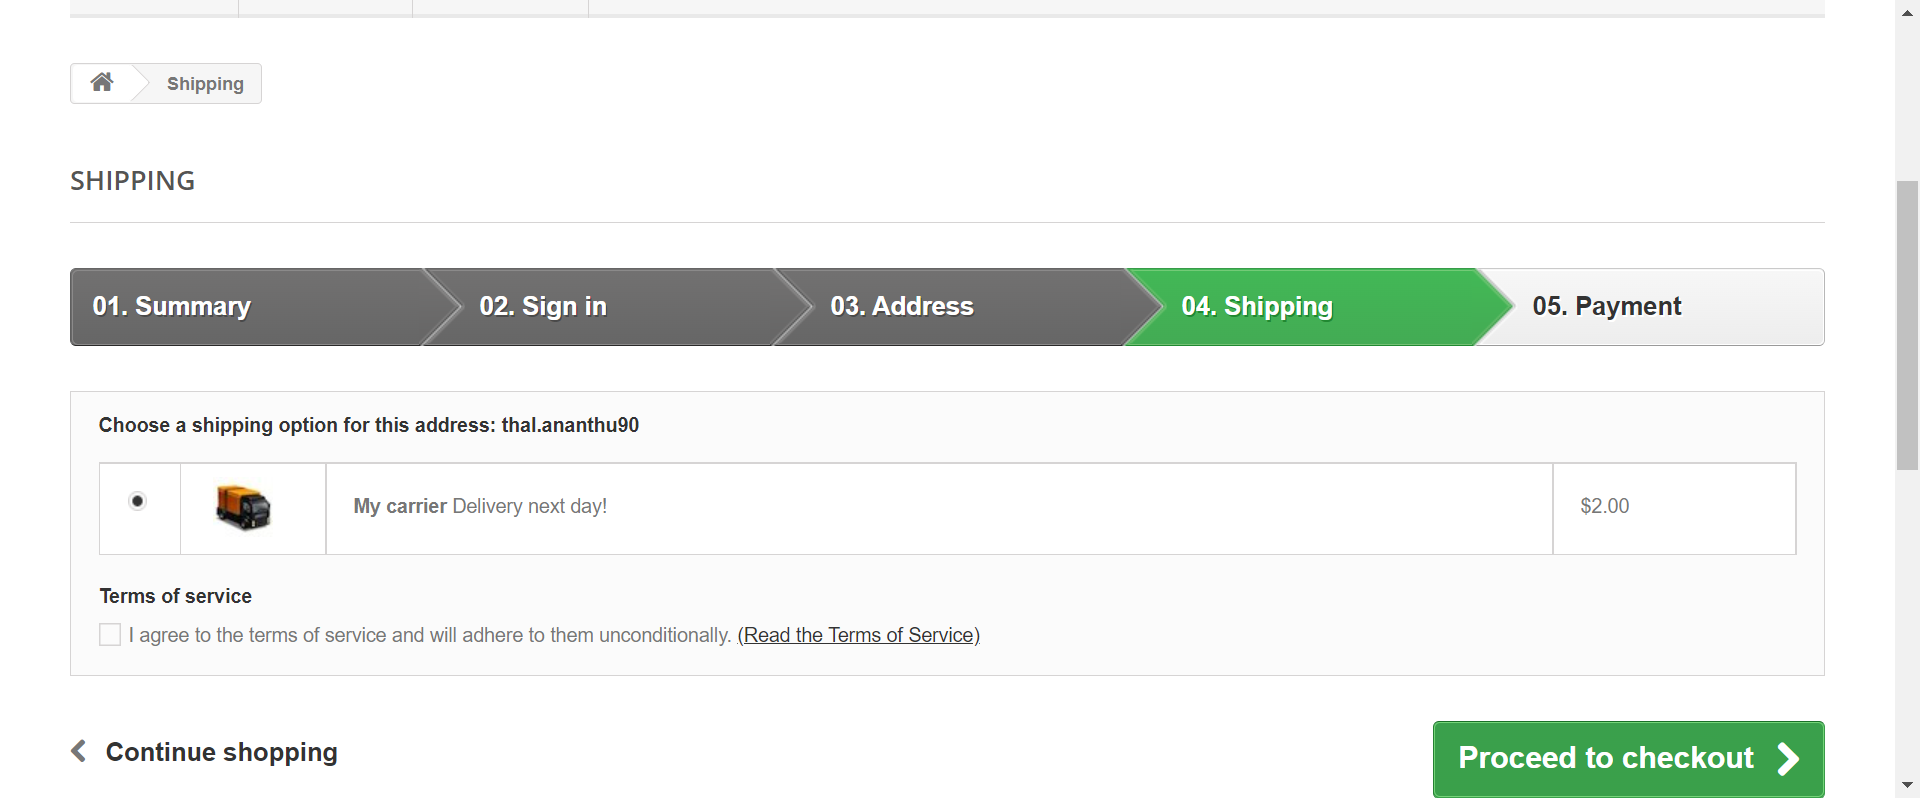 Shipping
SHIPPING
01. Summary
02. Sign in
03. Address
04. Shipping
05. Payment
Choose a shipping option for this address: thal.ananthu90
My carrier Delivery next day!
$2.00
Terms of service
I agree to the terms of service and will adhere to them unconditionally. (Read the Terms of Service)
Continue shopping
Proceed to checkout